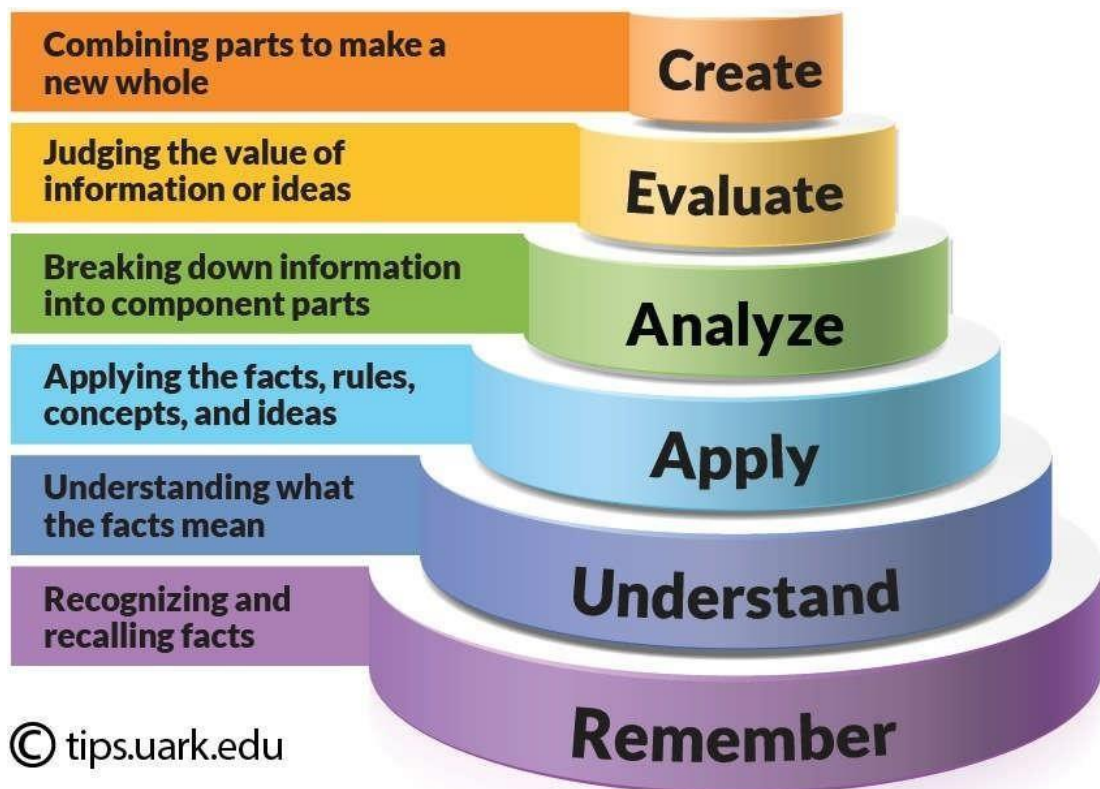 Combining parts to make a
new whole
Create
Judging the value of
information or ideas
Evaluate
Breaking down information
into component parts
Analyze
Applying the facts, rules,
concepts, and ideas
Apply
Understanding what
the facts mean
Understand
Recognizing and
recalling facts
Remember
© tips.uark.edu